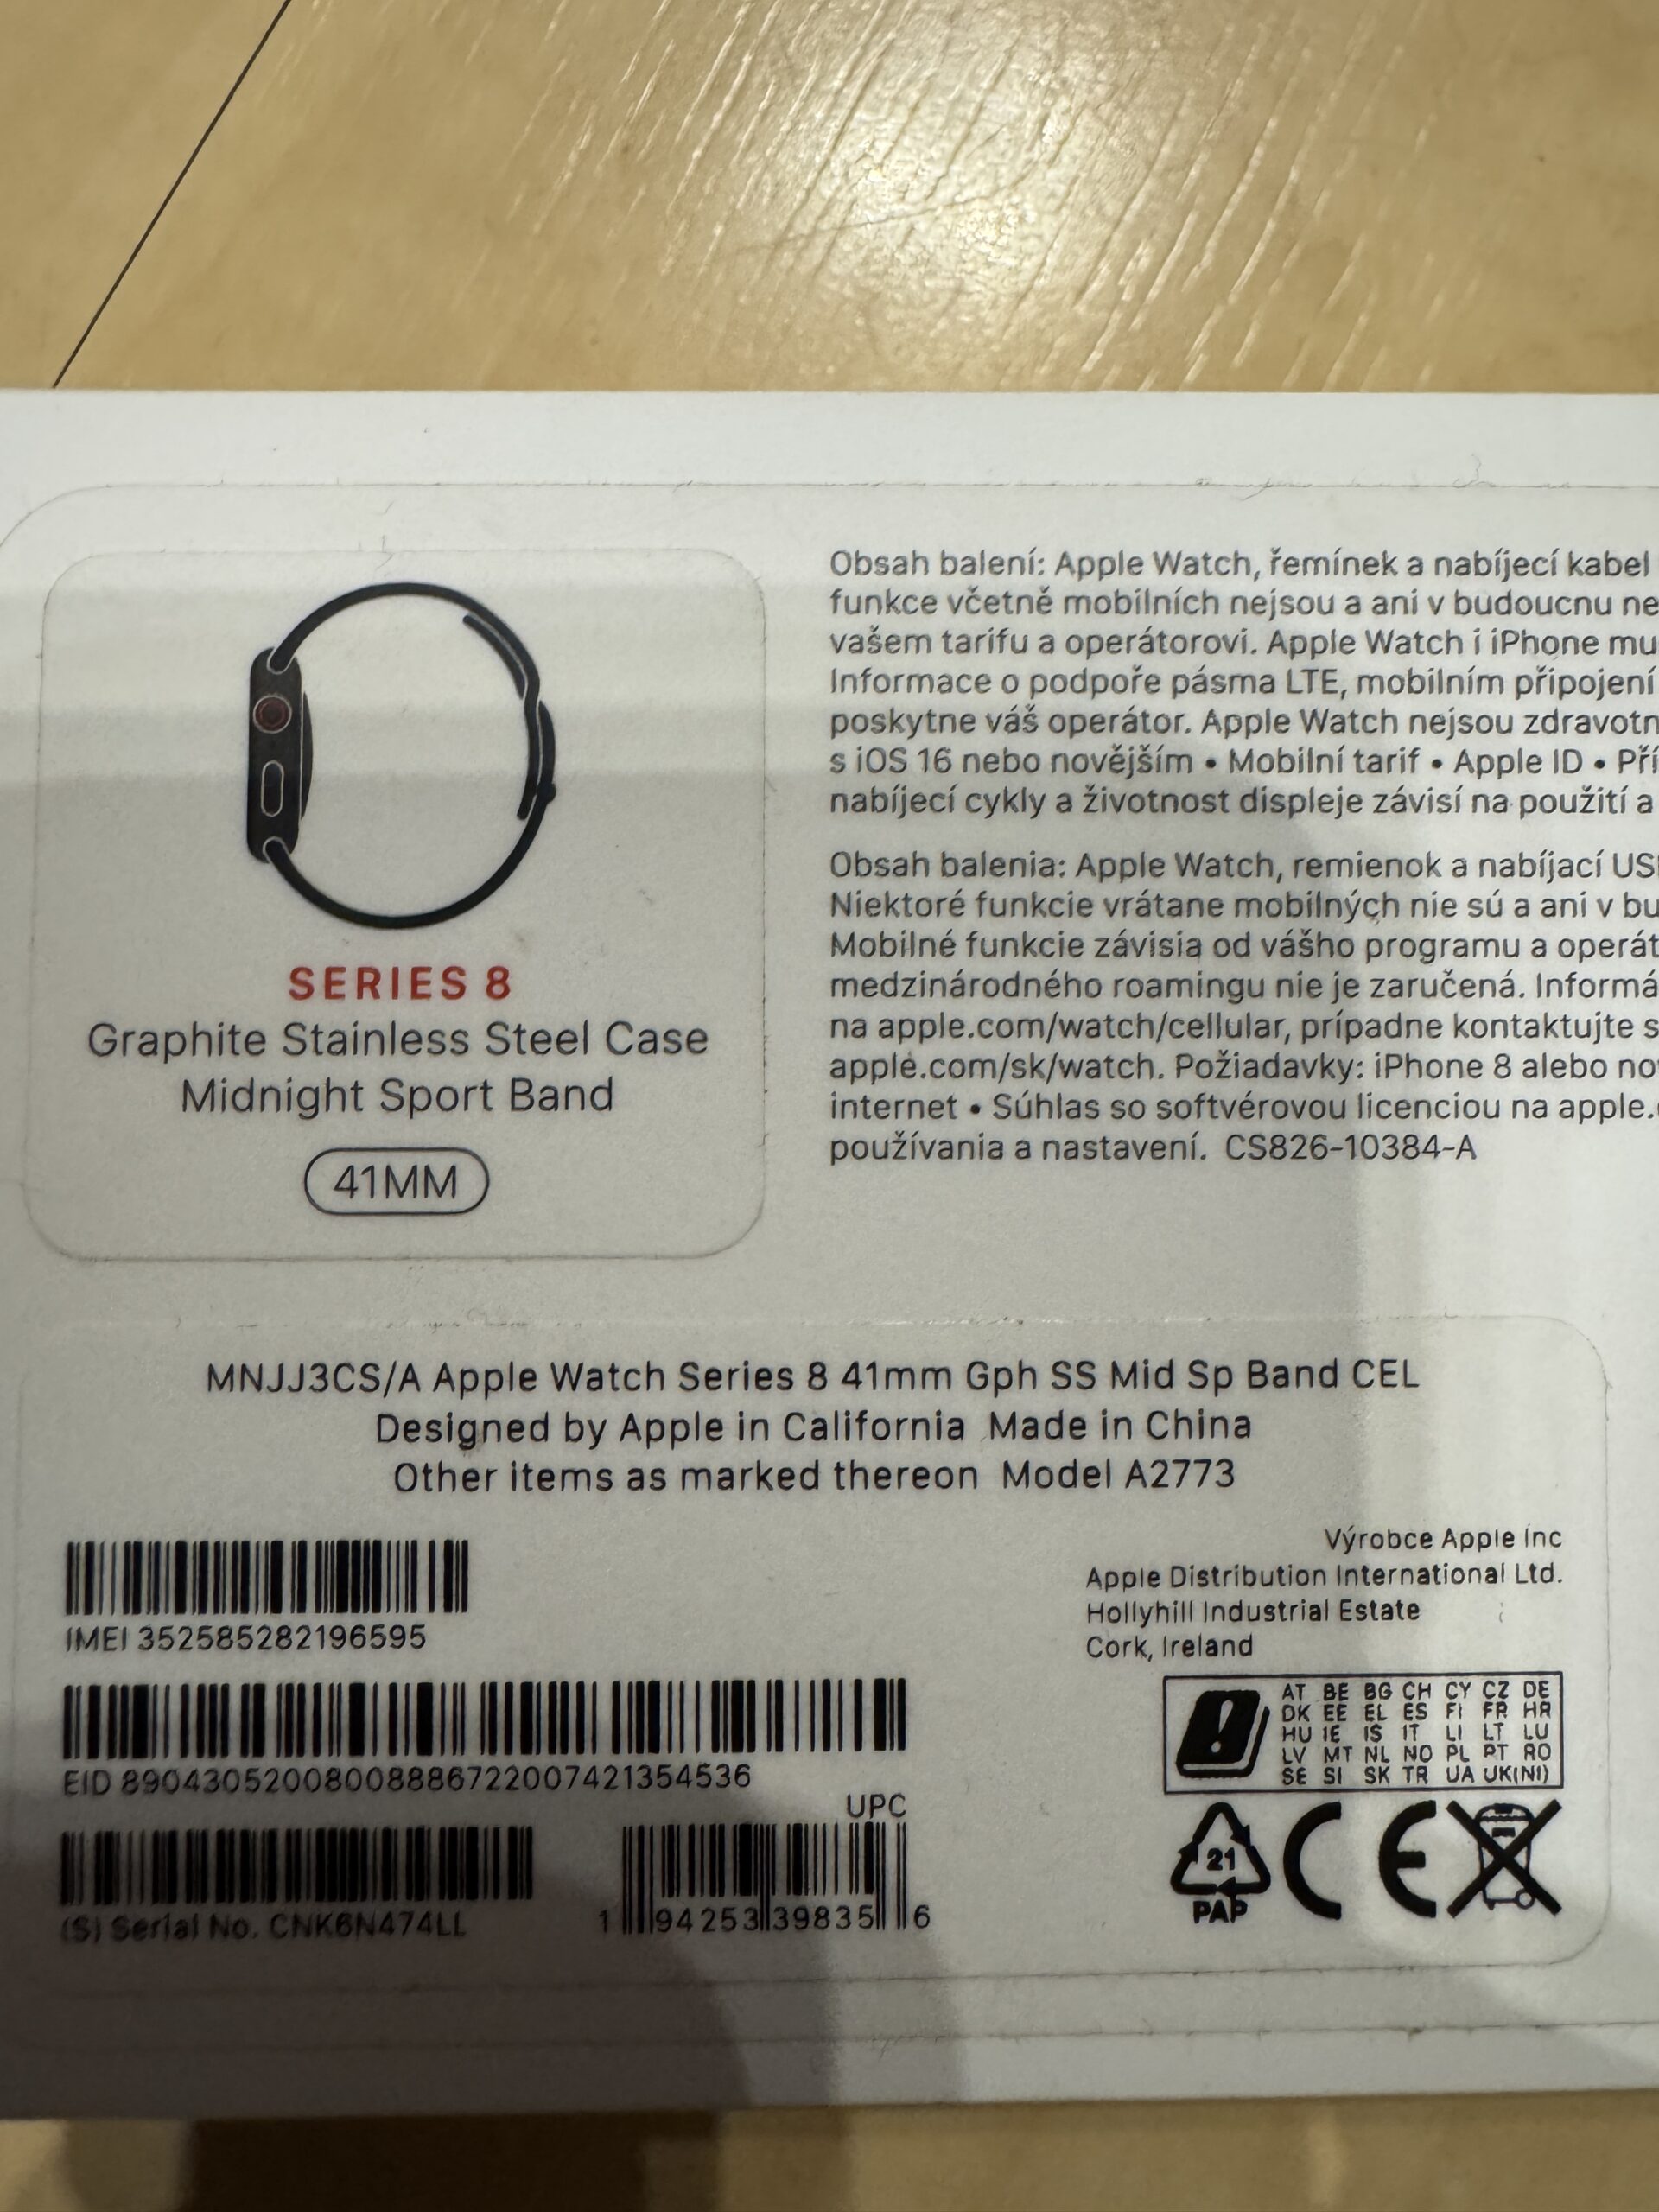 SERIES 8
Graphite Stainless Steel Case
Midnight Sport Band
41MM
Obsah balení: Apple Watch, řemínek a nabíjecí kabel
funkce včetně mobilních nejsou a ani v budoucnu ne
vašem tarifu a operátorovi. Apple Watch i iPhone mu
Informace o podpoře pásma LTE, mobilním připojení
poskytne váš operátor. Apple Watch nejsou zdravotn
s iOS 16 nebo novějším • Mobilní tarif • Apple ID • Pří
nabíjecí cykly a životnost displeje závisí na použití a
Obsah balenia: Apple Watch, remienok a nabíjací US
Niektoré funkcie vrátane mobilných nie sú a ani v bu
Mobilné funkcie závisia od vášho programu a operát
medzinárodného roamingu nie je zaručená. Informá
na apple.com/watch/cellular, prípadne kontaktujte s
apple.com/sk/watch. Požiadavky: iPhone 8 alebo no
internet • Súhlas so softvérovou licenciou na apple.
používania a nastavení. CS826-10384-A
MNJJ3CS/A Apple Watch Series 8 41mm Gph SS Mid Sp Band CEL
Designed by Apple in California Made in China
Other items as marked thereon Model A2773
IMEI 352585282196595
EID 89043052008008886722007421354536
UPC
(S) Serial No. CNK6N474LL
1 94253 39835 6
Výrobce Apple Inc
Apple Distribution International Ltd.
Hollyhill Industrial Estate
Cork, Ireland
AT BE BG CH CY CZ DE
DK EE EL ES FI FR HR
HU IE IS IT LI LT LU
LV MT NL NO PL PT RO
SE SI SK TR UA UK(NI)
21
PAP
CE